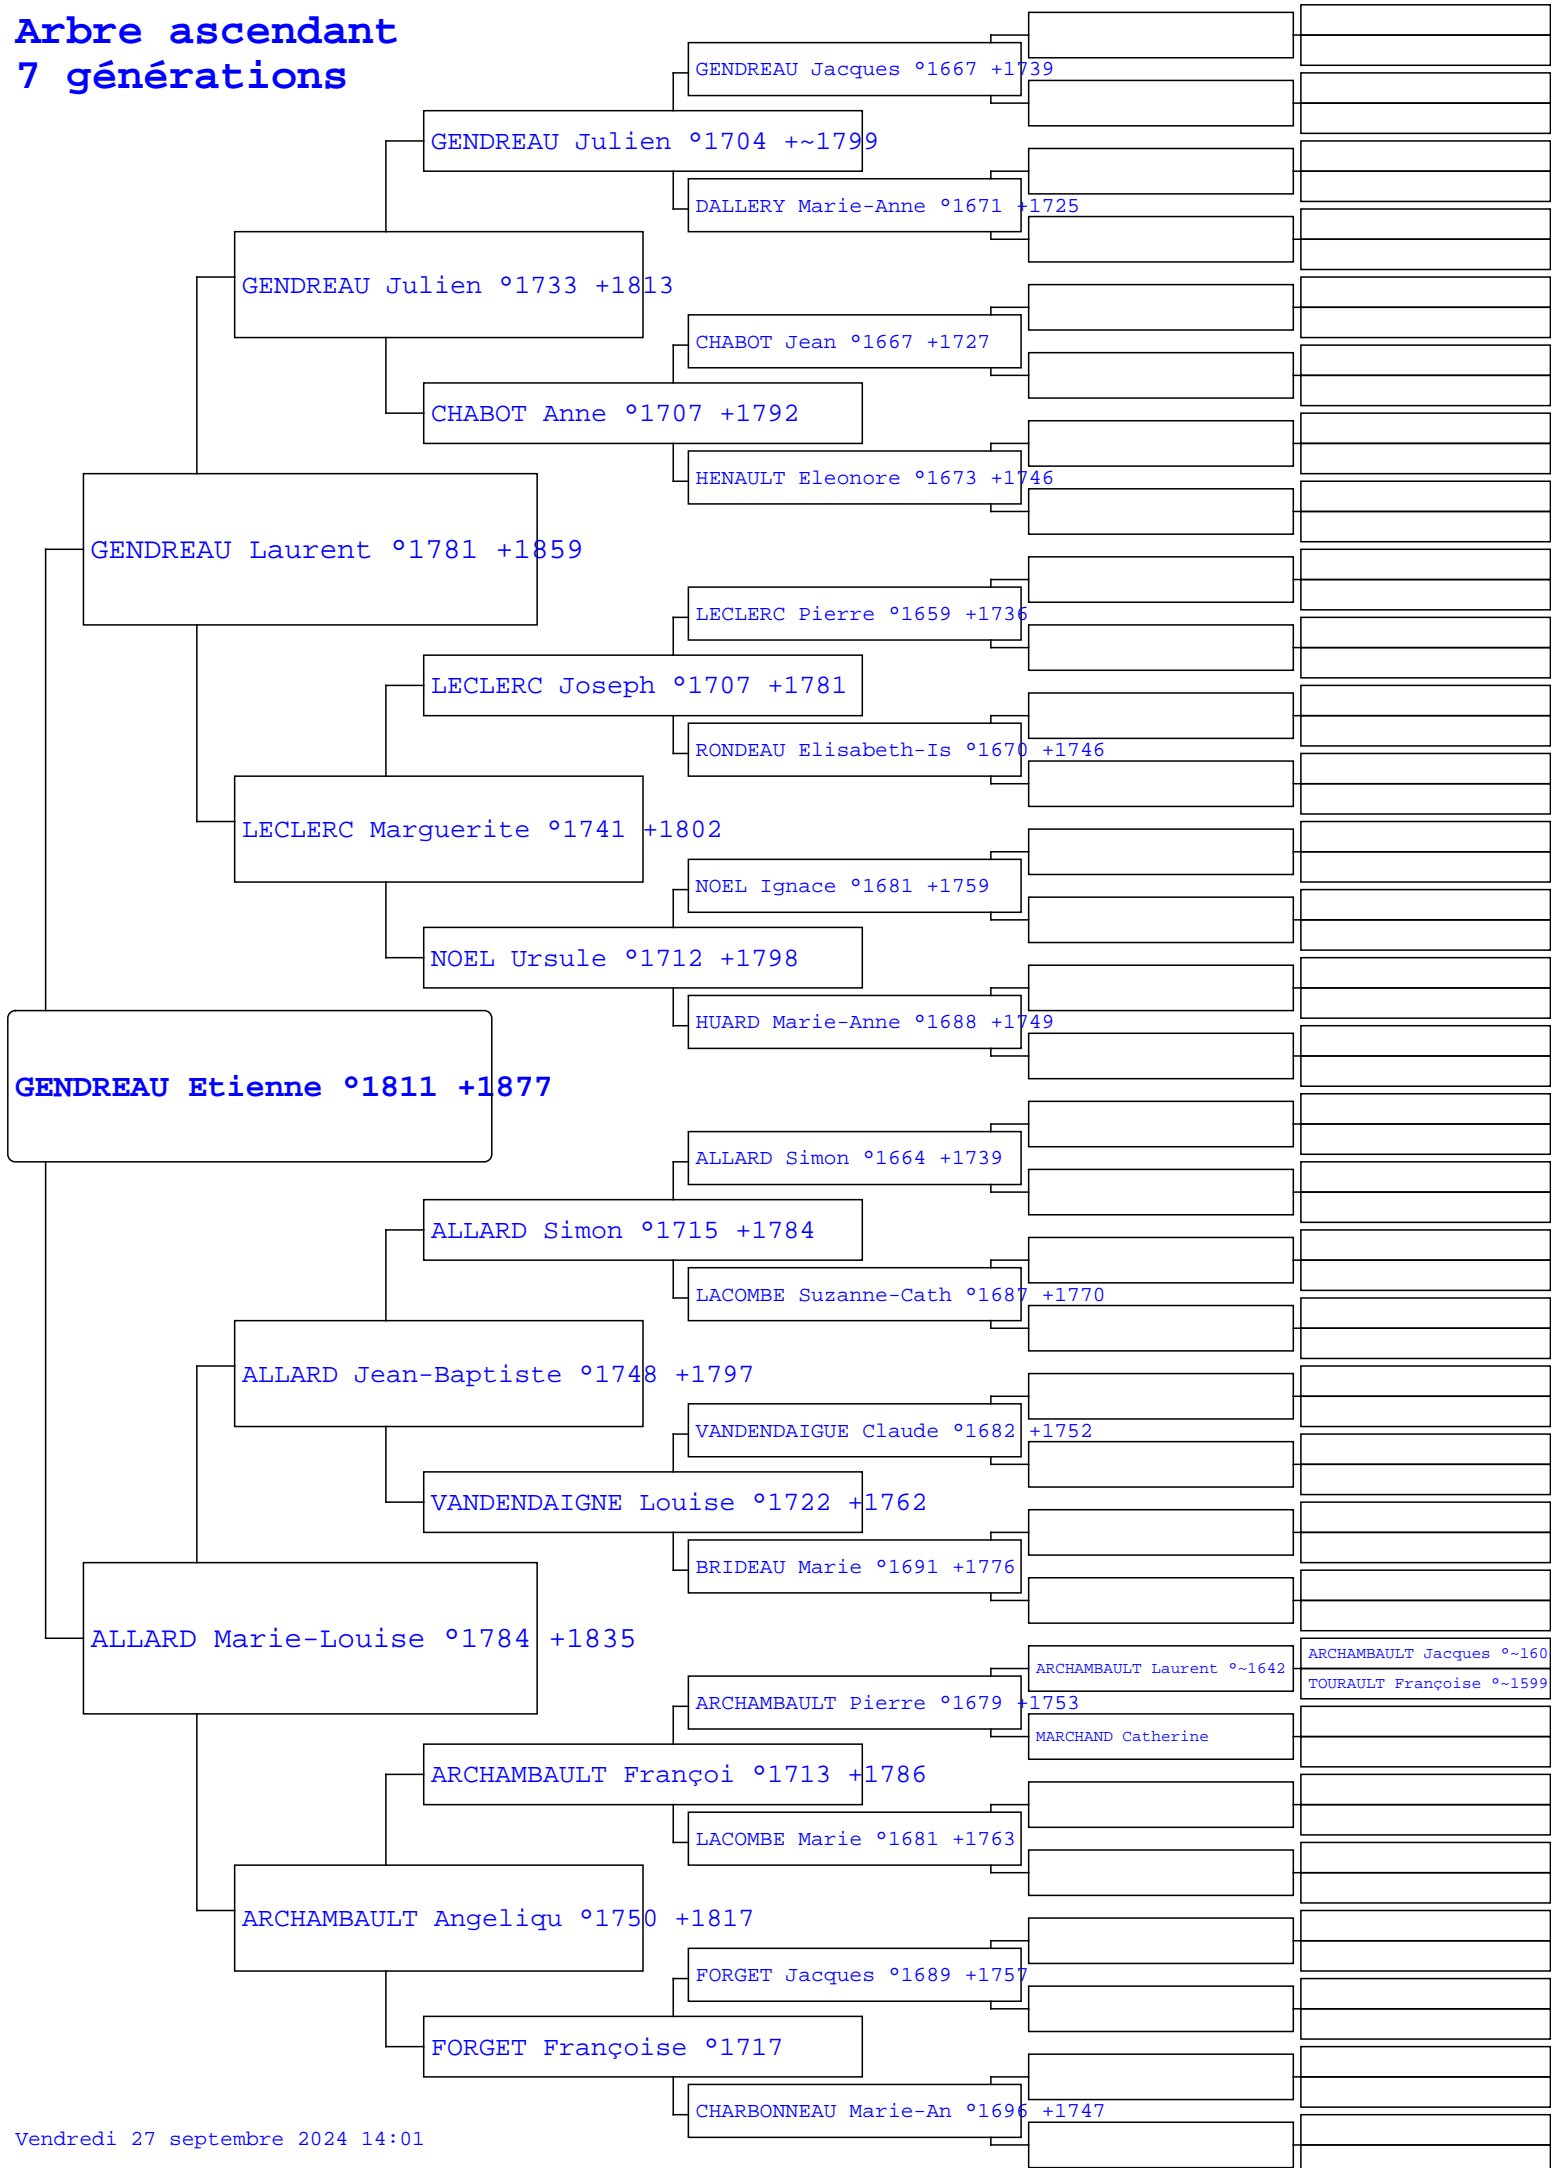 Arbre ascendant
7 générations
GENDREAU Jacques °1667 +1739
GENDREAU Julien °1704 +~1799
DALLERY Marie-Anne °1671 +1725
GENDREAU Julien °1733 +1813
CHABOT Jean °1667 +1727
CHABOT Anne °1707 +1792
HENAULT Eleonore °1673 +1746
GENDREAU Laurent °1781 +1859
LECLERC Pierre °1659 +1736
LECLERC Joseph °1707 +1781
RONDEAU Elisabeth-Is °1670 +1746
LECLERC Marguerite °1741 +1802
NOEL Ignace °1681 +1759
NOEL Ursule °1712 +1798
HUARD Marie-Anne °1688 +1749
GENDREAU Etienne °1811 +1877
ALLARD Simon °1664 +1739
ALLARD Simon °1715 +1784
LACOMBE Suzanne-Cath °1687 +1770
ALLARD Jean-Baptiste °1748 +1797
VANDENDAIGUE Claude °1682 +1752
VANDENDAIGNE Louise °1722 +1762
BRIDEAU Marie °1691 +1776
ALLARD Marie-Louise °1784 +1835
ARCHAMBAULT Jacques °~160
ARCHAMBAULT Laurent °~1642
TOURAULT Françoise °~1599
ARCHAMBAULT Pierre °1679 +1753
MARCHAND Catherine
ARCHAMBAULT Françoi °1713 +1786
LACOMBE Marie °1681 +1763
ARCHAMBAULT Angeliqu °1750 +1817
FORGET Jacques °1689 +1757
FORGET Françoise °1717
CHARBONNEAU Marie-An °1696 +1747
Vendredi 27 septembre 2024 14:01